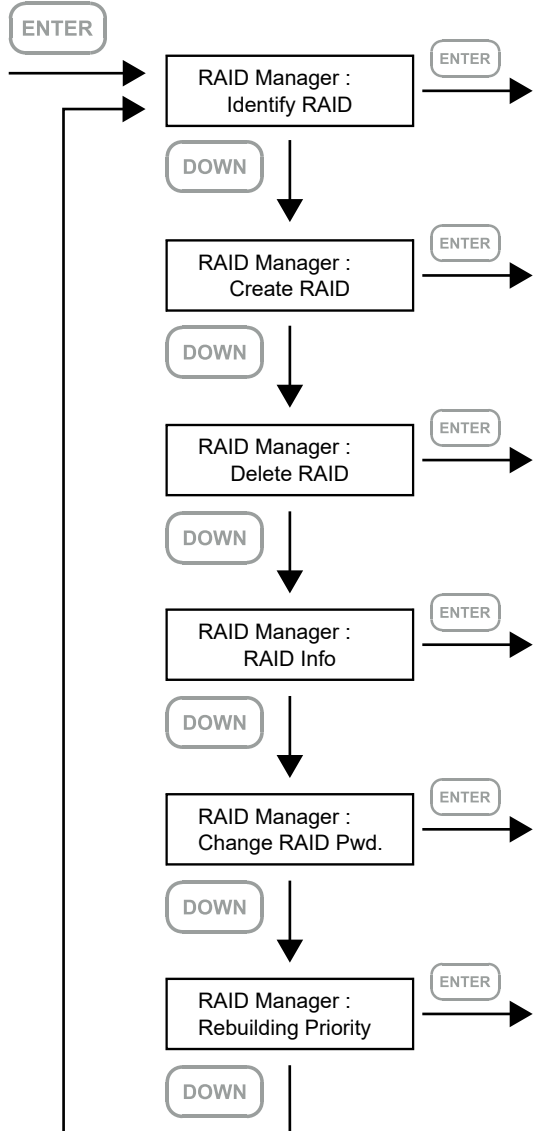 ENTER
ENTER
RAID Manager :
Identify RAID
DOWN
ENTER
RAID Manager :
Create RAID
DOWN
ENTER
RAID Manager :
Delete RAID
DOWN
ENTER
RAID Manager :
RAID Info
DOWN
ENTER
RAID Manager :
Change RAID Pwd.
DOWN
ENTER
RAID Manager :
Rebuilding Priority
DOWN